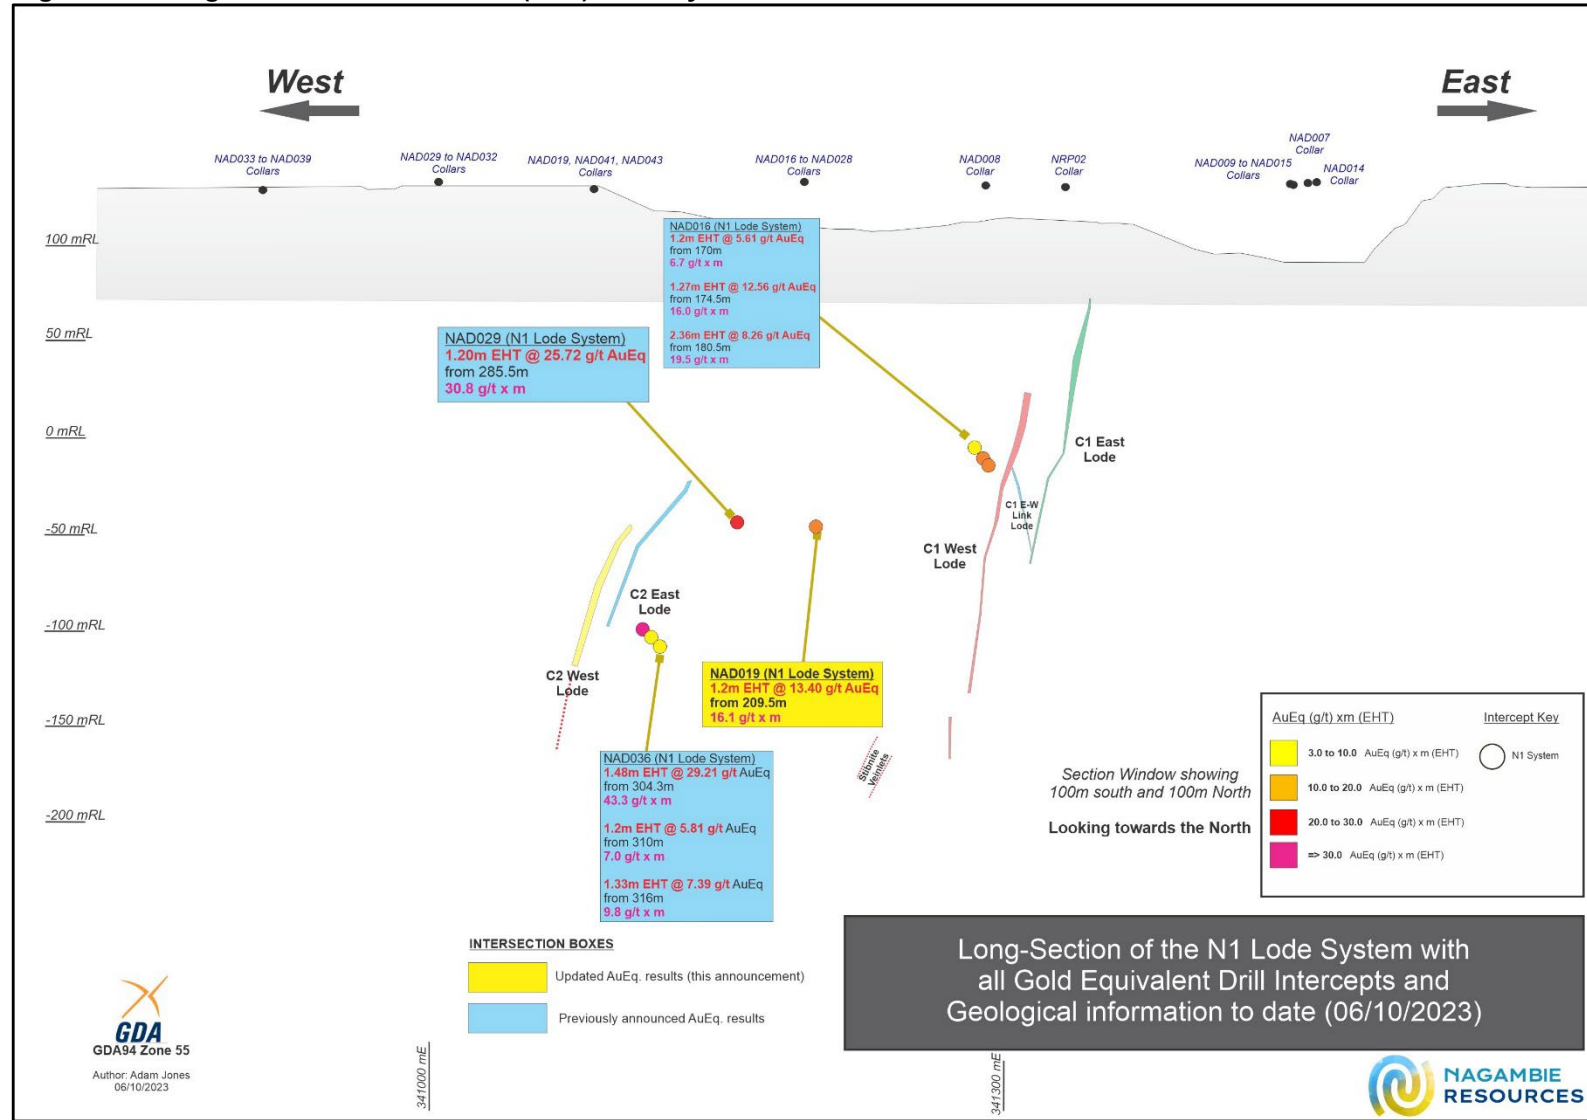 West
East
NAD033 to NAD039
Collars
NAD029 to NAD032
Collars
NAD019, NAD041, NAD043
Collars
NAD016 to NAD028
Collars
NAD008
Collar
NRP02
Collar
NAD009 to NAD015
Collars
NAD007
Collar
NAD014
Collar
100 mRL
50 mRL
0 mRL
-50 mRL
-100 mRL
-150 mRL
-200 mRL
NAD016 (N1 Lode System)
1.2m EHT @ 5.61 g/t AuEq
from 170m
6.7 g/t x m
1.27m EHT @ 12.56 g/t AuEq
from 174.5m
16.0 g/t x m
2.36m EHT @ 8.26 g/t AuEq
from 180.5m
19.5 g/t x m
NAD029 (N1 Lode System)
1.20m EHT @ 25.72 g/t AuEq
from 285.5m
30.8 g/t x m
C1 East
Lode
C1 E-W
Link
Lode
C1 West
Lode
C2 East
Lode
C2 West
Lode
NAD019 (N1 Lode System)
1.2m EHT @ 13.40 g/t AuEq
from 209.5m
16.1 g/t x m
NAD036 (N1 Lode System)
1.48m EHT @ 29.21 g/t AuEq
from 304.3m
43.3 g/t x m
1.2m EHT @ 5.81 g/t AuEq
from 310m
7.0 g/t x m
1.33m EHT @ 7.39 g/t AuEq
from 316m
9.8 g/t x m
Stibnite
Veinlets
Section Window showing
100m south and 100m North
Looking towards the North
AuEq (g/t) xm (EHT)
Intercept Key
3.0 to 10.0 AuEq (g/t) x m (EHT)
N1 System
10.0 to 20.0 AuEq (g/t) x m (EHT)
20.0 to 30.0 AuEq (g/t) x m (EHT)
=> 30.0 AuEq (g/t) x m (EHT)
INTERSECTION BOXES
Updated AuEq. results (this announcement)
Previously announced AuEq. results
Long-Section of the N1 Lode System with
all Gold Equivalent Drill Intercepts and
Geological information to date (06/10/2023)
GDA
GDA94 Zone 55
Author: Adam Jones
06/10/2023
341000 mE
341300 mE
NAGAMBIE
RESOURCES